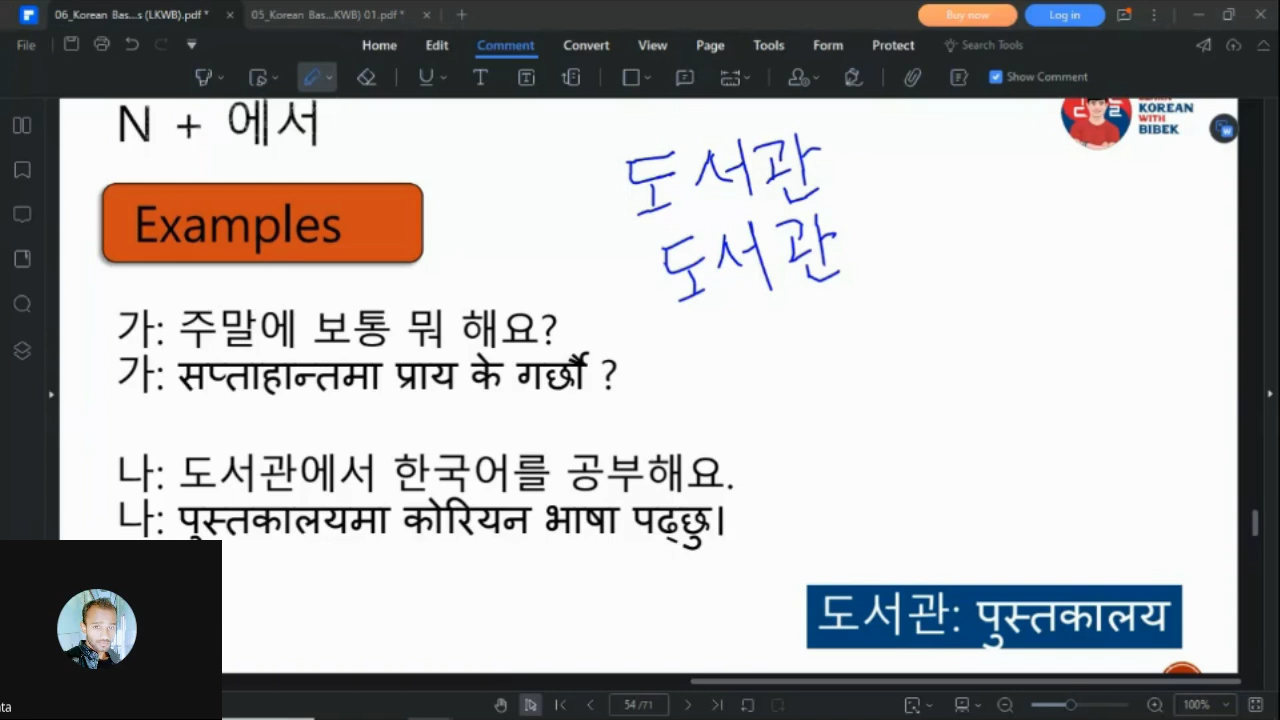 06_Korean Bas...s (LKWB).pdf *
05_Korean Bas...KWB) 01.pdf *
Buy now
Log in
File
Home
Edit
Comment
Convert
View
Page
Tools
Form
Protect
Search Tools
Show Comment
N + 에서
KOREAN
WITH
BIBEK
도서관
도서관
Examples
가: 주말에 보통 뭐 해요?
가: सप्ताहान्तमा प्राय के गर्छौ ?
나: 도서관에서 한국어를 공부해요.
나: पुस्तकालयमा कोरियन भाषा पढ्छु।
도서관: पुस्तकालय
nta
54 /71
100%